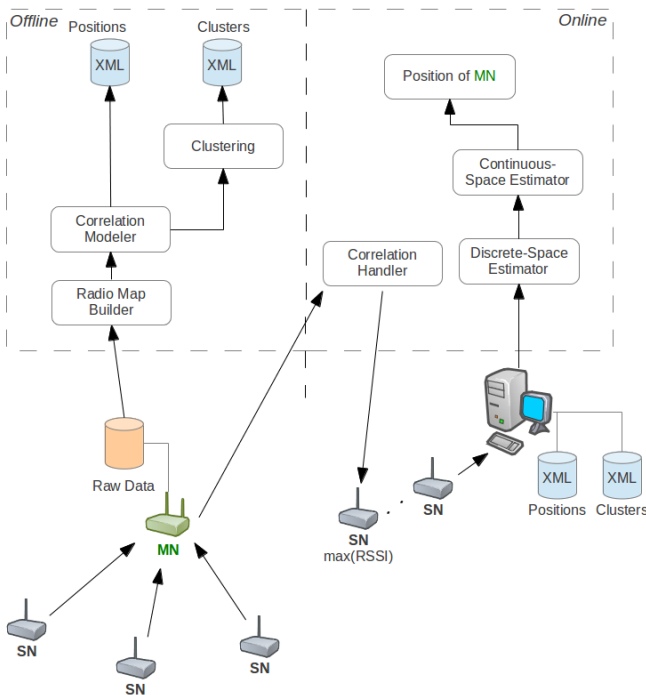 Offline
Online
Positions
Clusters
XML
XML
Position of MN
Clustering
Continuous-
Space Estimator
Correlation
Modeler
Correlation
Handler
Discrete-Space
Estimator
Radio Map
Builder
Raw Data
XML
XML
SN
Positions
Clusters
SN
max(RSSI)
MN
SN
SN
SN